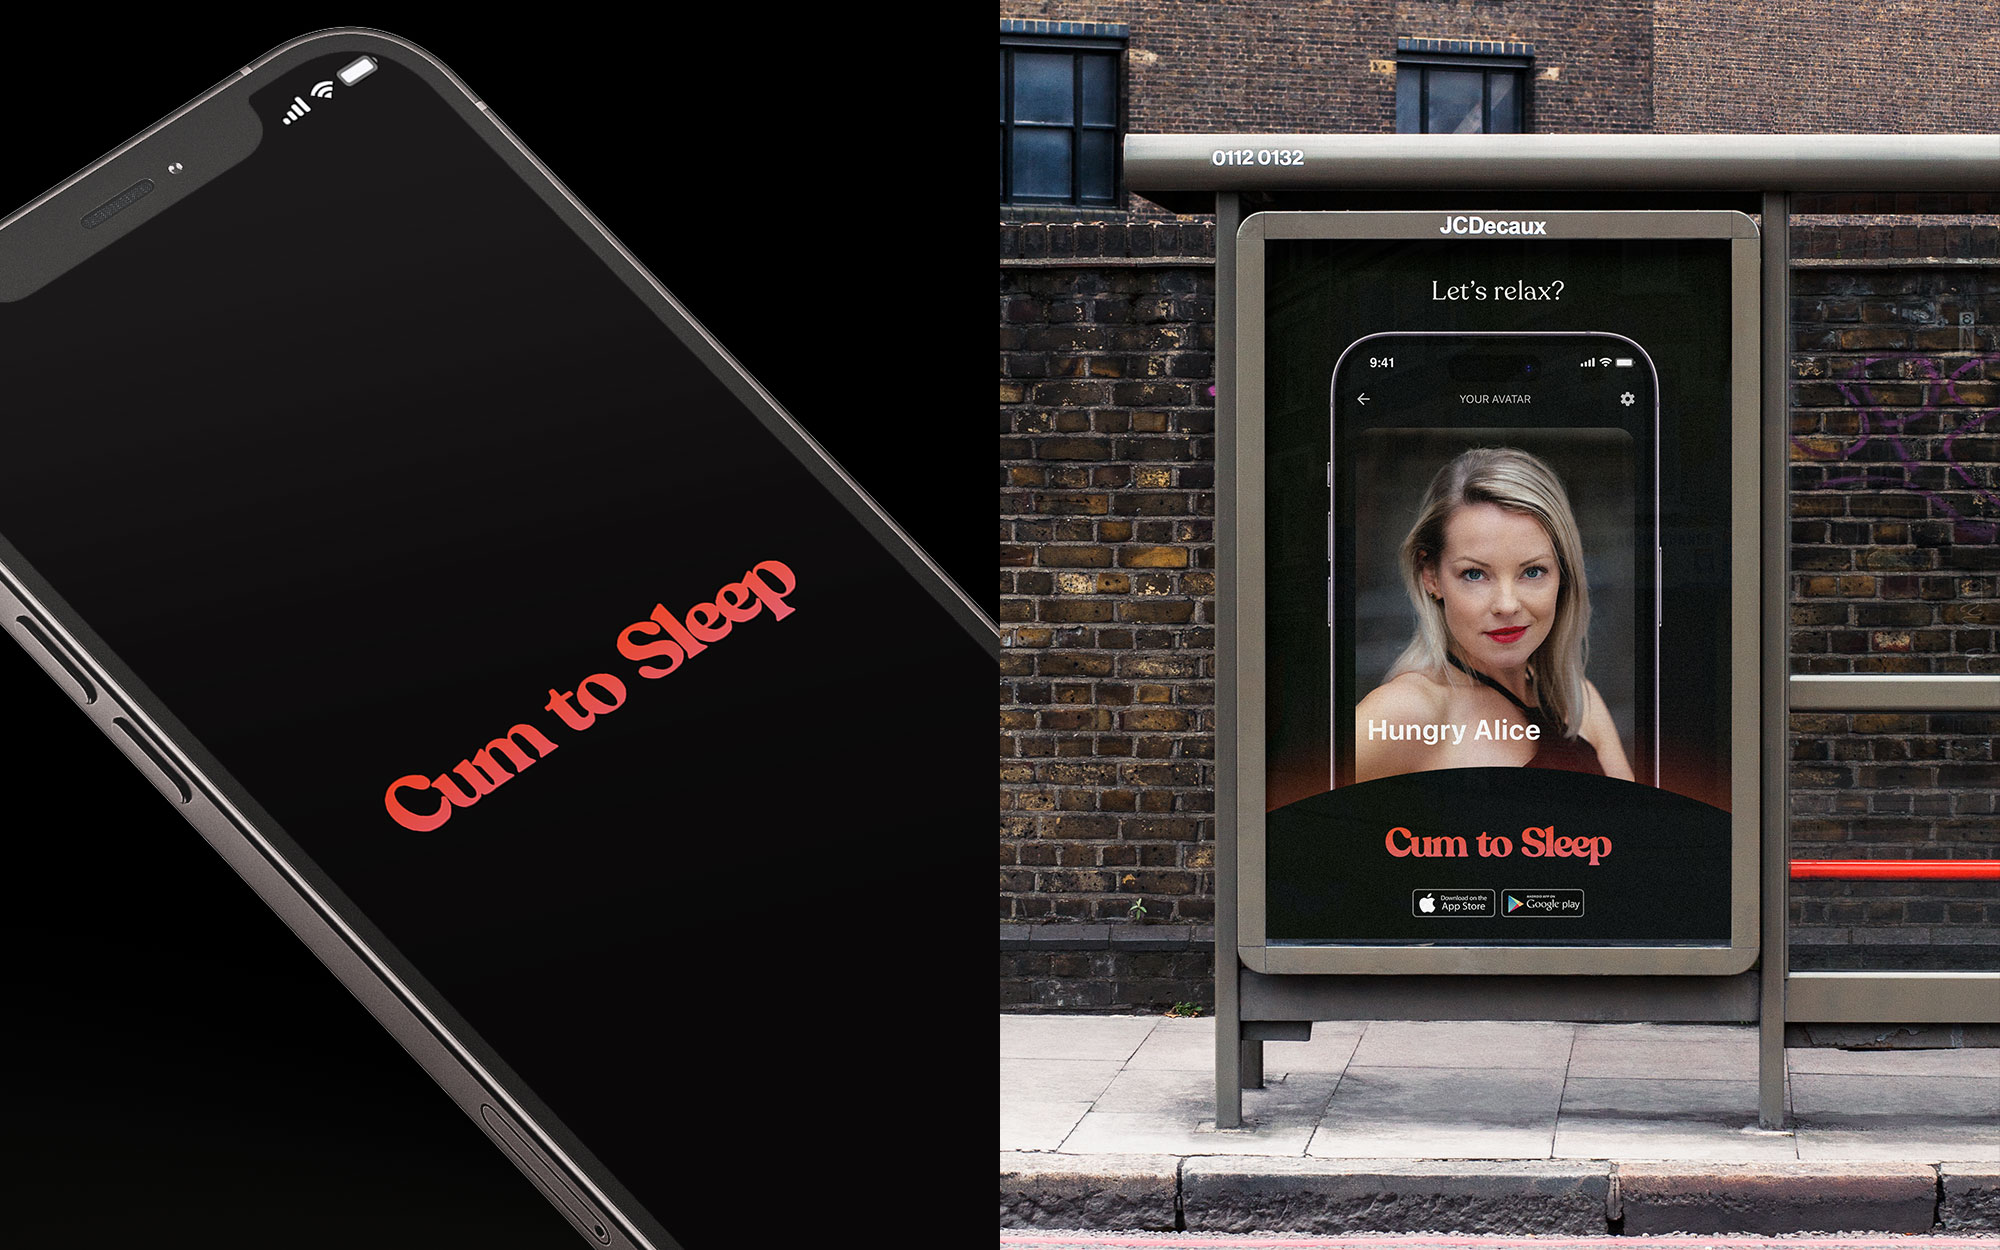 Cum to Sleep
0112 0132
JCDecaux
Let's relax?
9:41
YOUR AVATAR
Hungry Alice
Cum to Sleep
Download on the
App Store
ANDROID APP ON
Google play